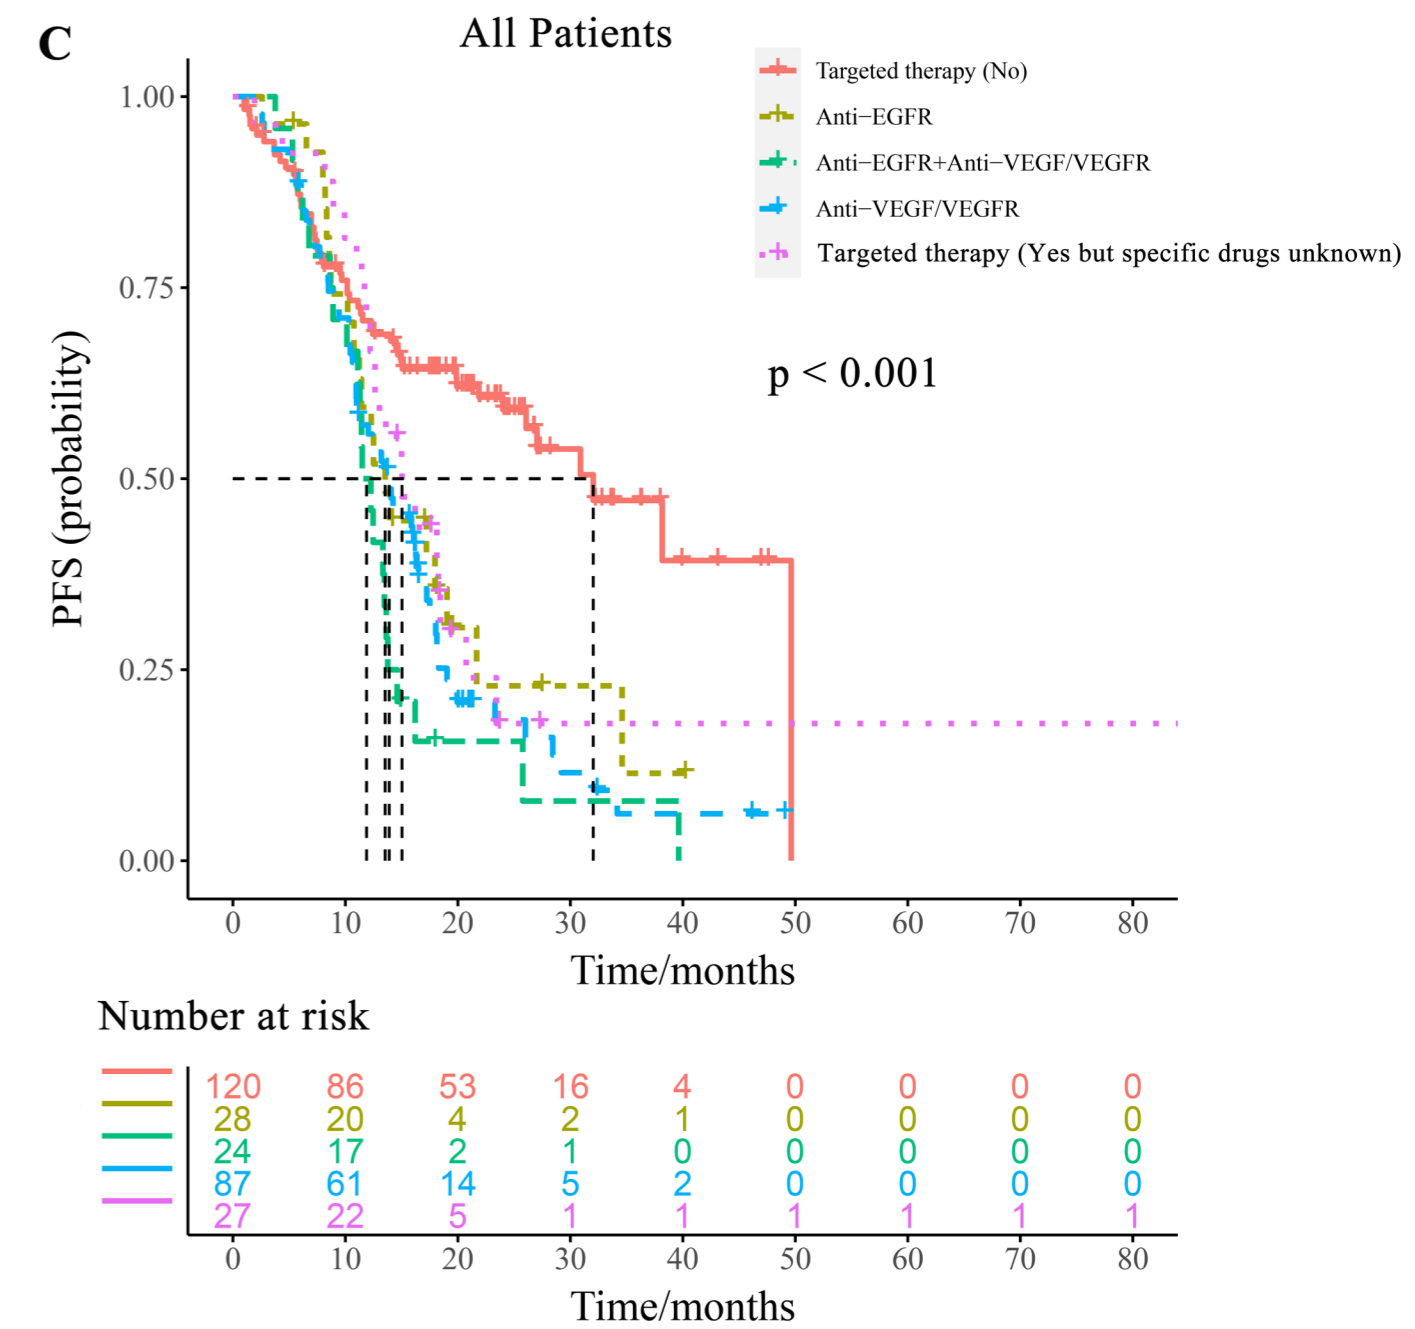 C
All Patients
Targeted therapy (No)
Anti−EGFR
Anti−EGFR+Anti−VEGF/VEGFR
Anti−VEGF/VEGFR
Targeted therapy (Yes but specific drugs unknown)
p < 0.001
PFS (probability)
1.00
0.75
0.50
0.25
0.00
0 10 20 30 40 50 60 70 80
Time/months
Number at risk
120 86 53 16 4 0 0 0 0
28 20 4 2 1 0 0 0 0
24 17 2 1 0 0 0 0 0
87 61 14 5 2 0 0 0 0
27 22 5 1 1 1 1 1 1
0 10 20 30 40 50 60 70 80
Time/months